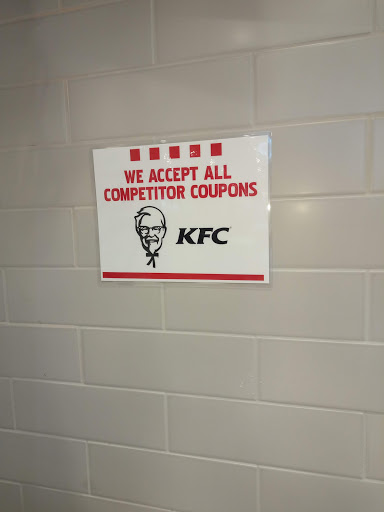 WE ACCEPT ALL
COMPETITOR COUPONS
KFC